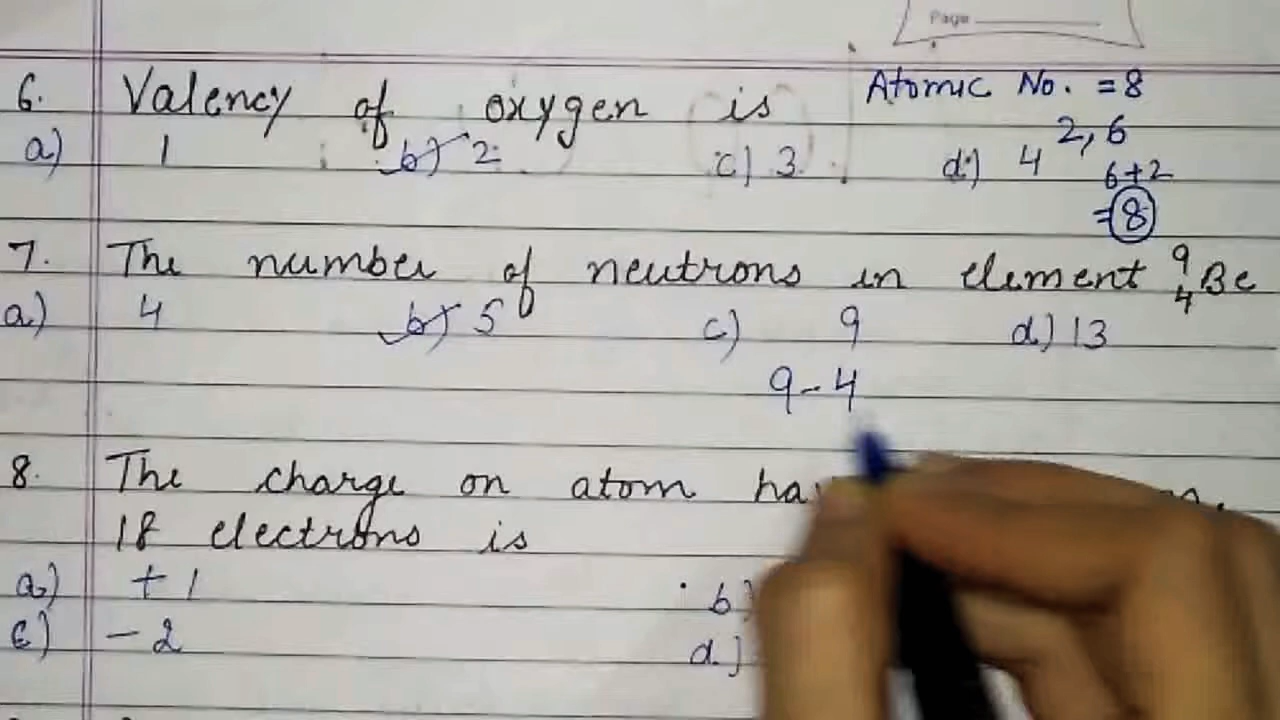 Page
6. Valency of oxygen is Atomic No. = 8
2, 6
a) 1 b) 2 c) 3 d) 4
6+2
= 8
7. The number of neutrons in element 9 4 Be
a) 4 b) 5 c) 9 d) 13
9 - 4
8. The charge on atom
18 electrons is
a) + 1 b)
c) - 2 d)